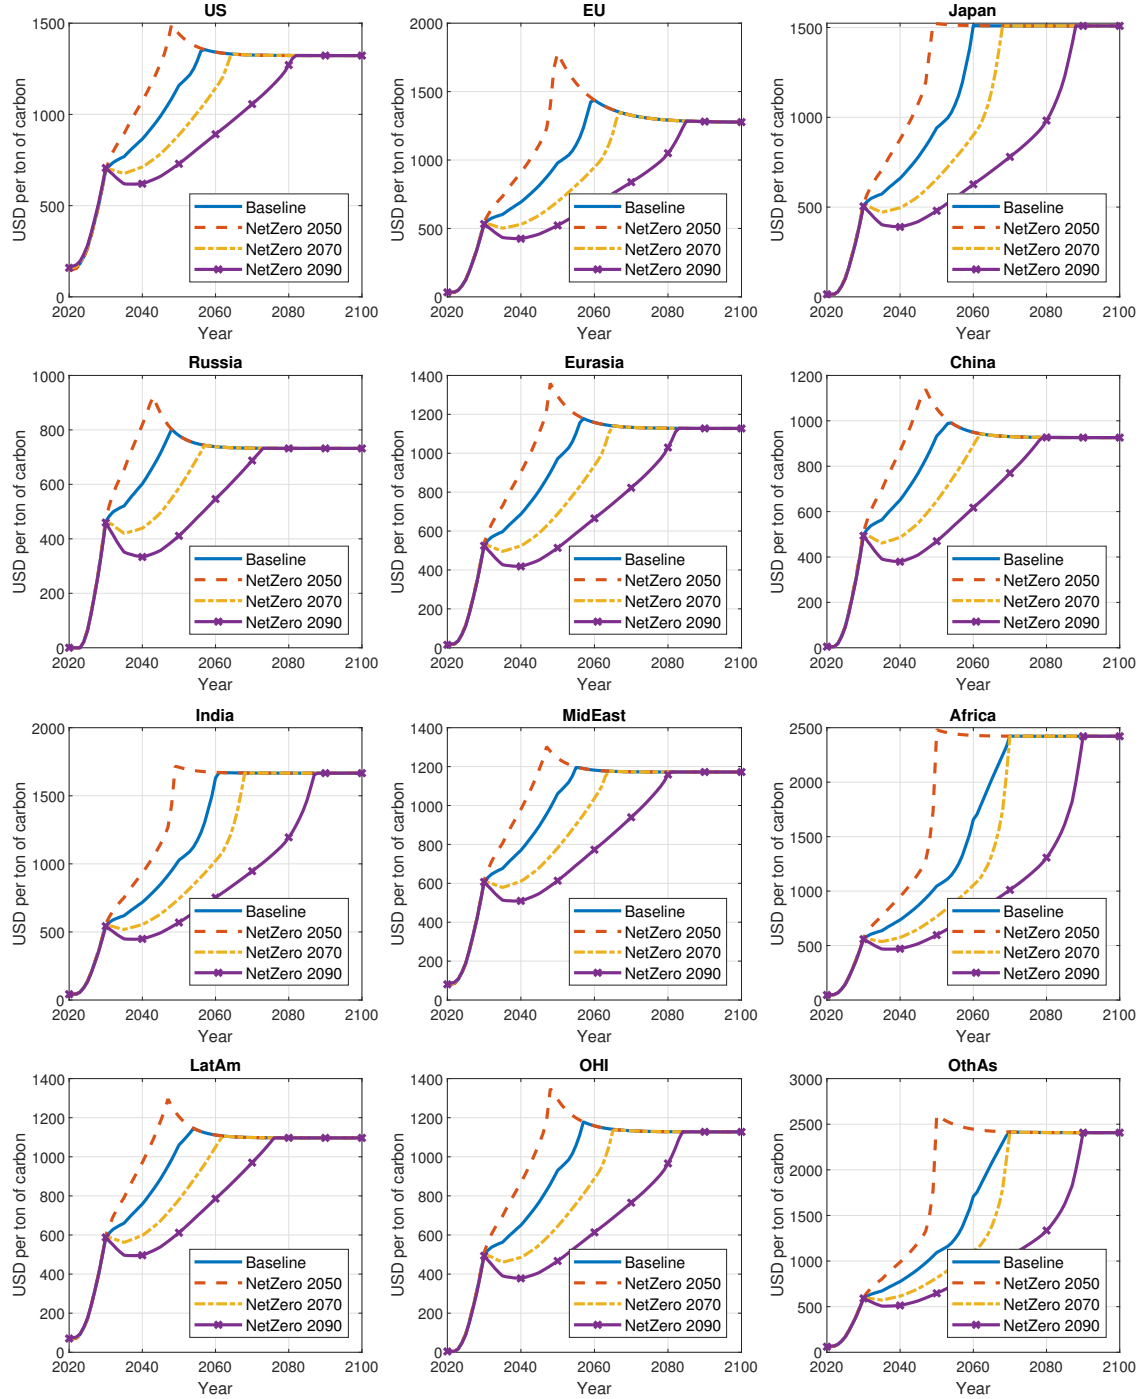 US
USD per ton of carbon
1500
1000
500
0
Baseline
NetZero 2050
NetZero 2070
NetZero 2090
2020 2040 2060 2080 2100
Year
EU
USD per ton of carbon
2000
1500
1000
500
0
Baseline
NetZero 2050
NetZero 2070
NetZero 2090
2020 2040 2060 2080 2100
Year
Japan
USD per ton of carbon
1500
1000
500
0
Baseline
NetZero 2050
NetZero 2070
NetZero 2090
2020 2040 2060 2080 2100
Year
Russia
USD per ton of carbon
1000
800
600
400
200
0
Baseline
NetZero 2050
NetZero 2070
NetZero 2090
2020 2040 2060 2080 2100
Year
Eurasia
USD per ton of carbon
1400
1200
1000
800
600
400
200
0
Baseline
NetZero 2050
NetZero 2070
NetZero 2090
2020 2040 2060 2080 2100
Year
China
USD per ton of carbon
1200
1000
800
600
400
200
0
Baseline
NetZero 2050
NetZero 2070
NetZero 2090
2020 2040 2060 2080 2100
Year
India
USD per ton of carbon
2000
1500
1000
500
0
Baseline
NetZero 2050
NetZero 2070
NetZero 2090
2020 2040 2060 2080 2100
Year
MidEast
USD per ton of carbon
1400
1200
1000
800
600
400
200
0
Baseline
NetZero 2050
NetZero 2070
NetZero 2090
2020 2040 2060 2080 2100
Year
Africa
USD per ton of carbon
2500
2000
1500
1000
500
0
Baseline
NetZero 2050
NetZero 2070
NetZero 2090
2020 2040 2060 2080 2100
Year
LatAm
USD per ton of carbon
1400
1200
1000
800
600
400
200
0
Baseline
NetZero 2050
NetZero 2070
NetZero 2090
2020 2040 2060 2080 2100
Year
OHI
USD per ton of carbon
1400
1200
1000
800
600
400
200
0
Baseline
NetZero 2050
NetZero 2070
NetZero 2090
2020 2040 2060 2080 2100
Year
OthAs
USD per ton of carbon
3000
2500
2000
1500
1000
500
0
Baseline
NetZero 2050
NetZero 2070
NetZero 2090
2020 2040 2060 2080 2100
Year